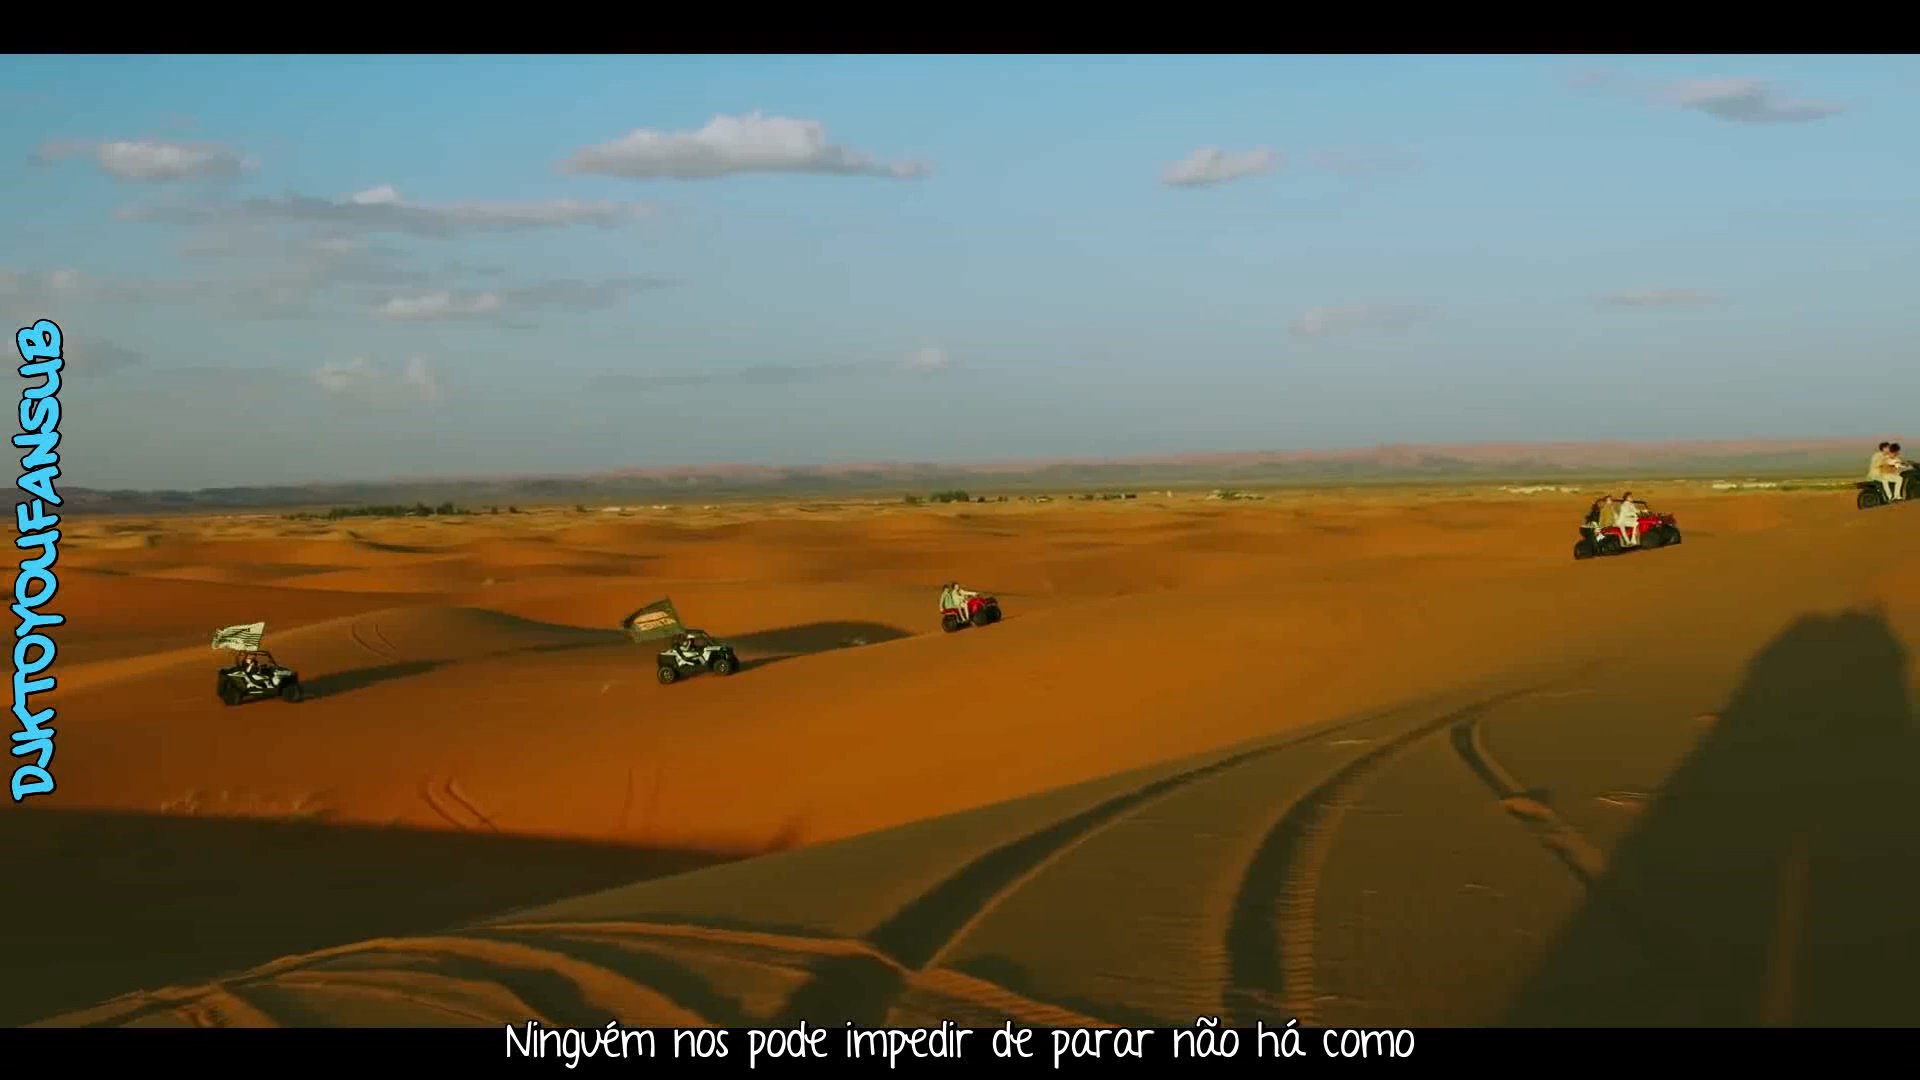 DJKTOYOUFANSUB
Ninguém nos pode impedir de parar não há como